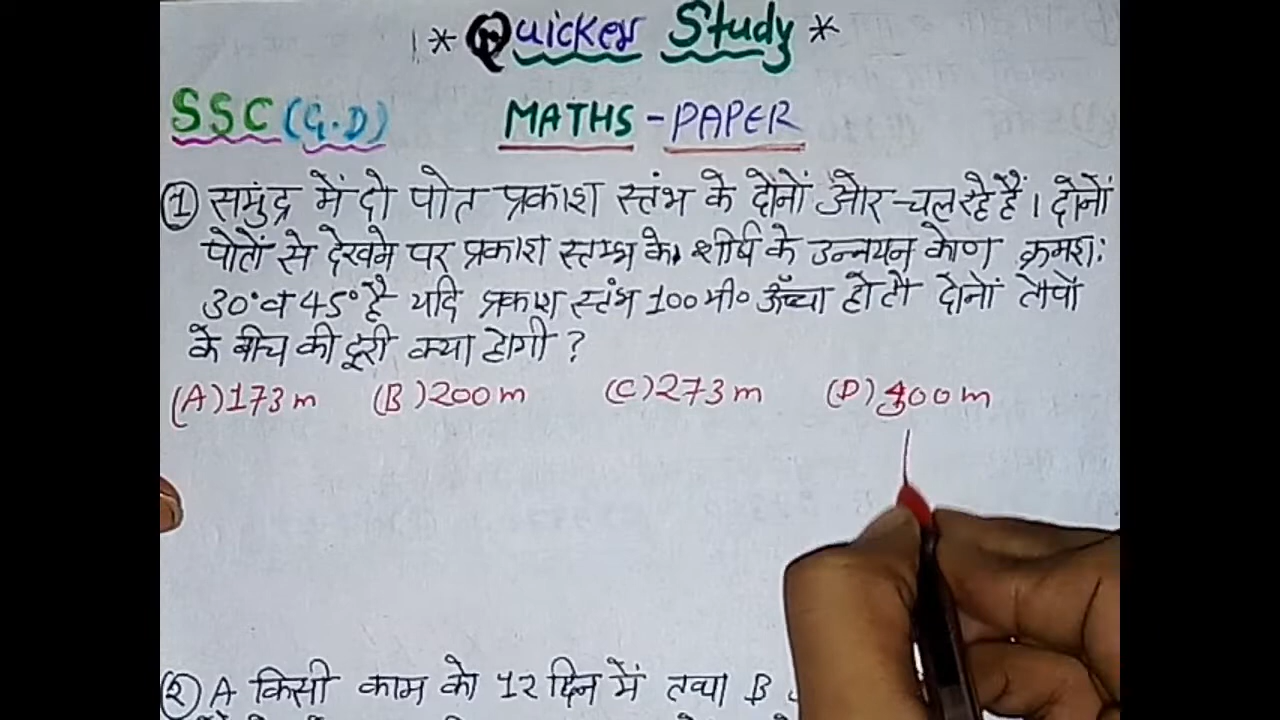 * Quicker Study *
SSC (G.D) MATHS - PAPER
① समुंद्र में दो पोत प्रकाश स्तंभ के दोनों ओर चल रहे हैं। दोनों
पोतों से देखने पर प्रकाश स्तम्भ के शीर्ष के उन्नयन कोण क्रमशः
30° व 45° है यदि प्रकाश स्तंभ 100 मी० ऊँचा हो तो दोनों
के बीच की दूरी क्या होगी ?
(A) 173 m (B) 200 m (C) 273 m (D) 300 m
② A किसी काम को 12 दिन में तथा B